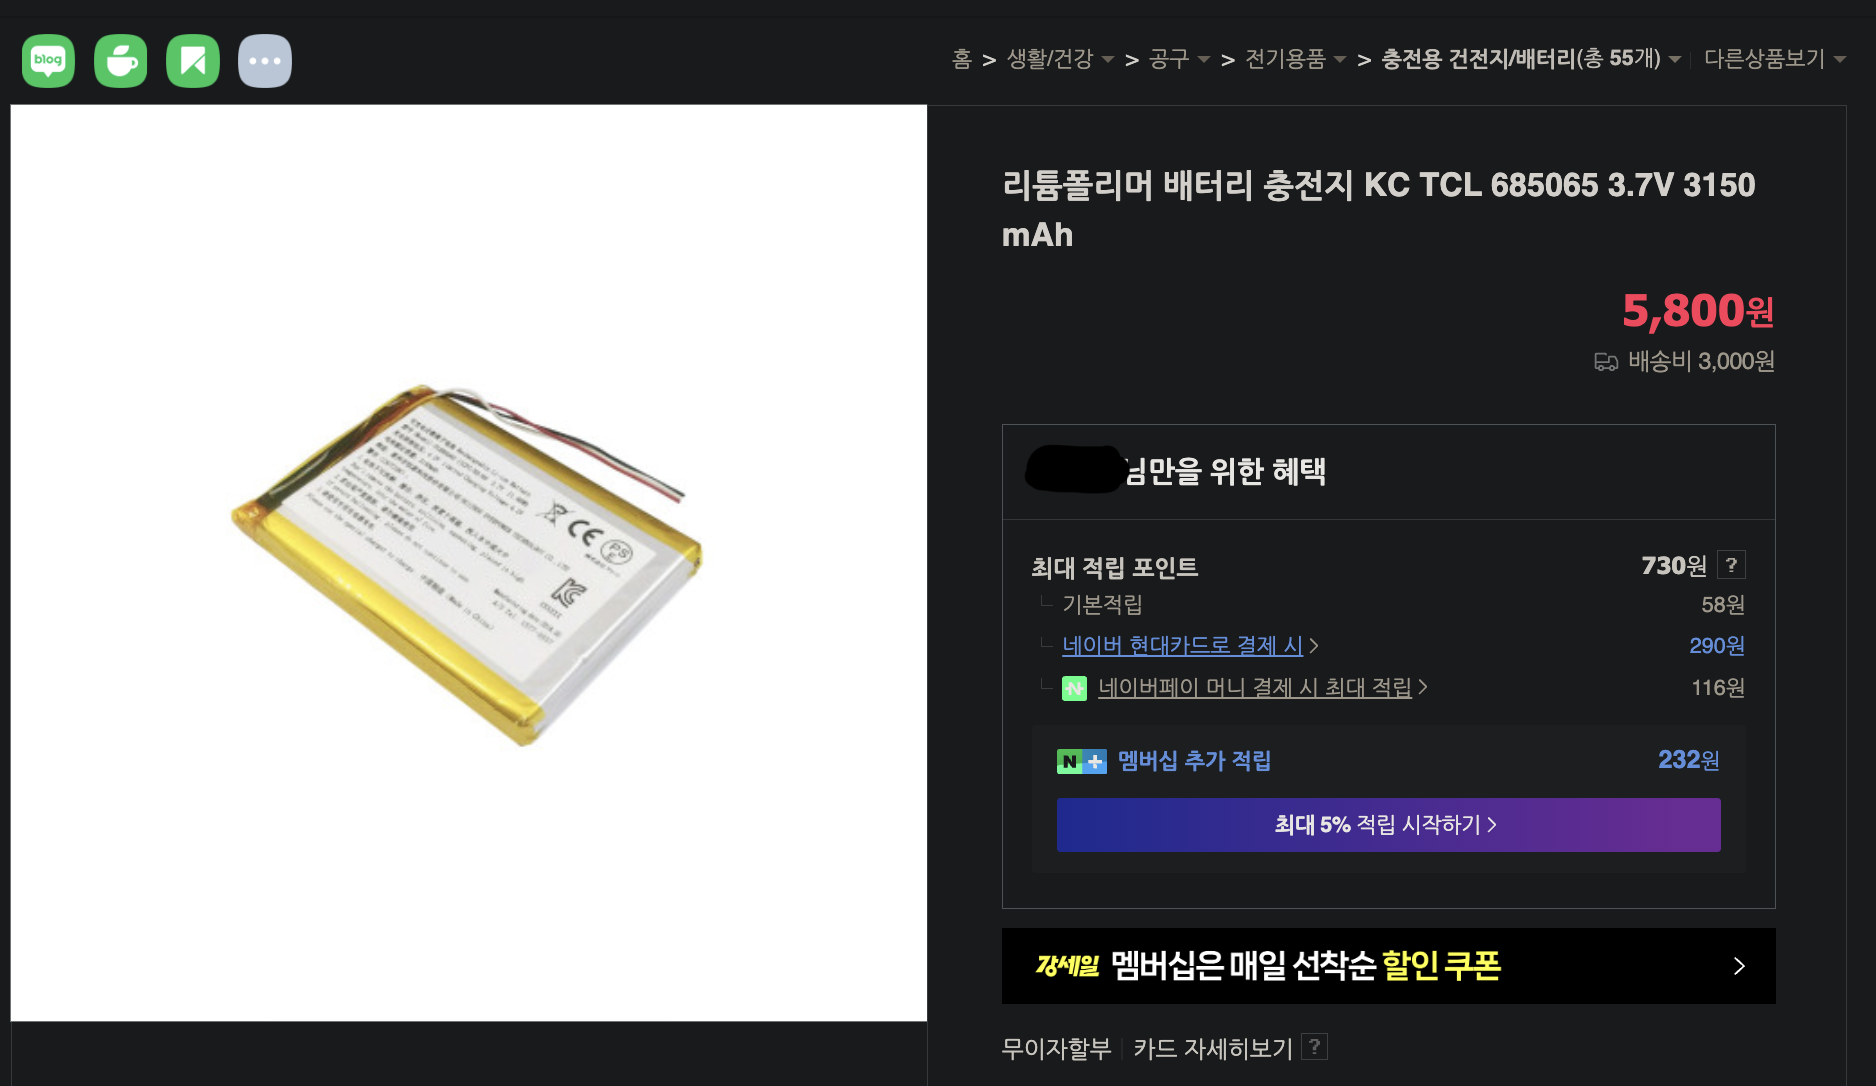 blog
홈 > 생활/건강 > 공구 > 전기용품 > 충전용 건전지/배터리(총 55개) 다른상품보기
리튬폴리머 배터리 충전지 KC TCL 685065 3.7V 3150
mAh
5,800원
배송비 3,000원
님만을 위한 혜택
최대 적립 포인트 730원 ?
기본적립 58원
네이버 현대카드로 결제 시 > 290원
N 네이버페이 머니 결제 시 최대 적립 > 116원
N + 멤버십 추가 적립 232원
최대 5% 적립 시작하기 >
강세일 멤버십은 매일 선착순 할인 쿠폰 >
무이자할부 카드 자세히보기 ?
CE
PS
E
KC